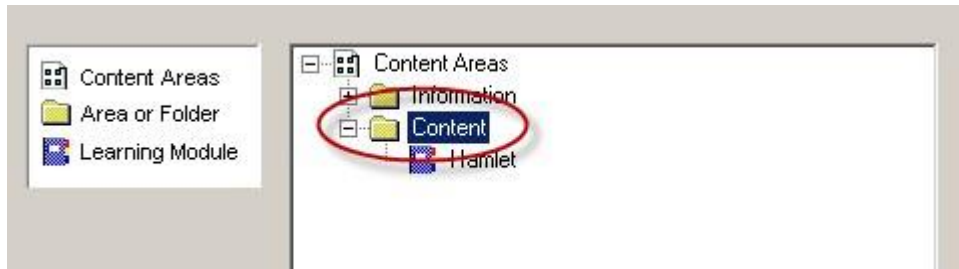 Content Areas
Area or Folder
Learning Module
Content Areas
Information
Content
Hamlet